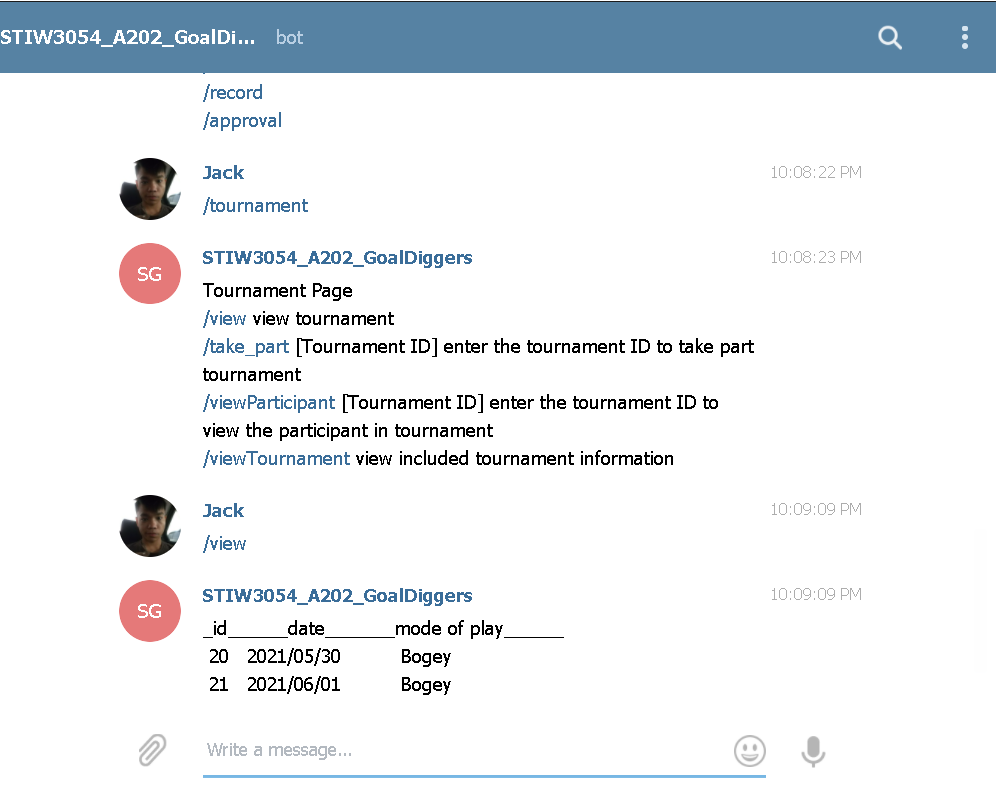 STIW3054_A202_GoalDi... bot
/record
/approval
Jack 10:08:22 PM
/tournament
SG STIW3054_A202_GoalDiggers 10:08:23 PM
Tournament Page
/view view tournament
/take_part [Tournament ID] enter the tournament ID to take part
tournament
/viewParticipant [Tournament ID] enter the tournament ID to
view the participant in tournament
/viewTournament view included tournament information
Jack 10:09:09 PM
/view
SG STIW3054_A202_GoalDiggers 10:09:09 PM
_id______date_______mode of play______
20 2021/05/30 Bogey
21 2021/06/01 Bogey
Write a message...